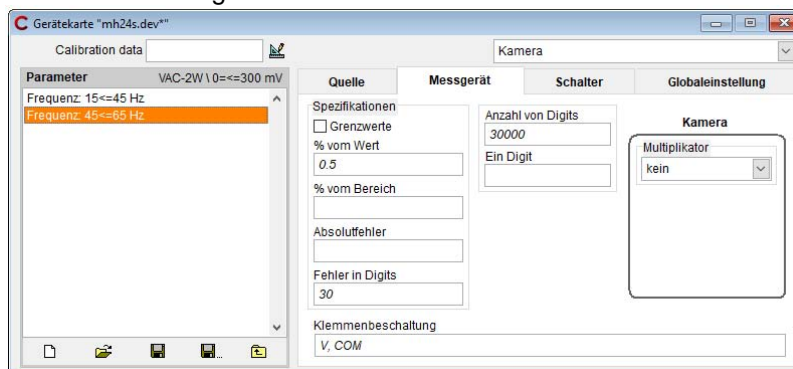 Gerätekarte "mh24s.dev*"
Calibration data
Kamera
Parameter VAC-2W \ 0=<=300 mV
Frequenz: 15<=45 Hz
Frequenz: 45<=65 Hz
Quelle Messgerät Schalter Globaleinstellung
Spezifikationen
Grenzwerte
% vom Wert
0.5
% vom Bereich
Absolutfehler
Fehler in Digits
30
Anzahl von Digits
30000
Ein Digit
Kamera
Multiplikator
kein
Klemmenbeschaltung
V, COM